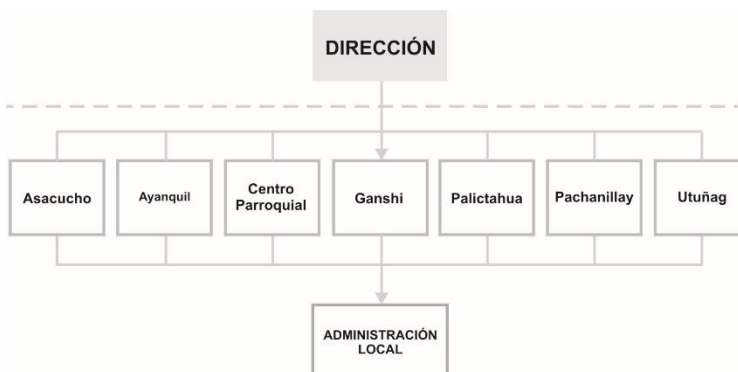 DIRECCIÓN
Asacucho
Ayanquil
Centro
Parroquial
Ganshi
Palictahua
Pachanillay
Utuñag
ADMINISTRACIÓN
LOCAL